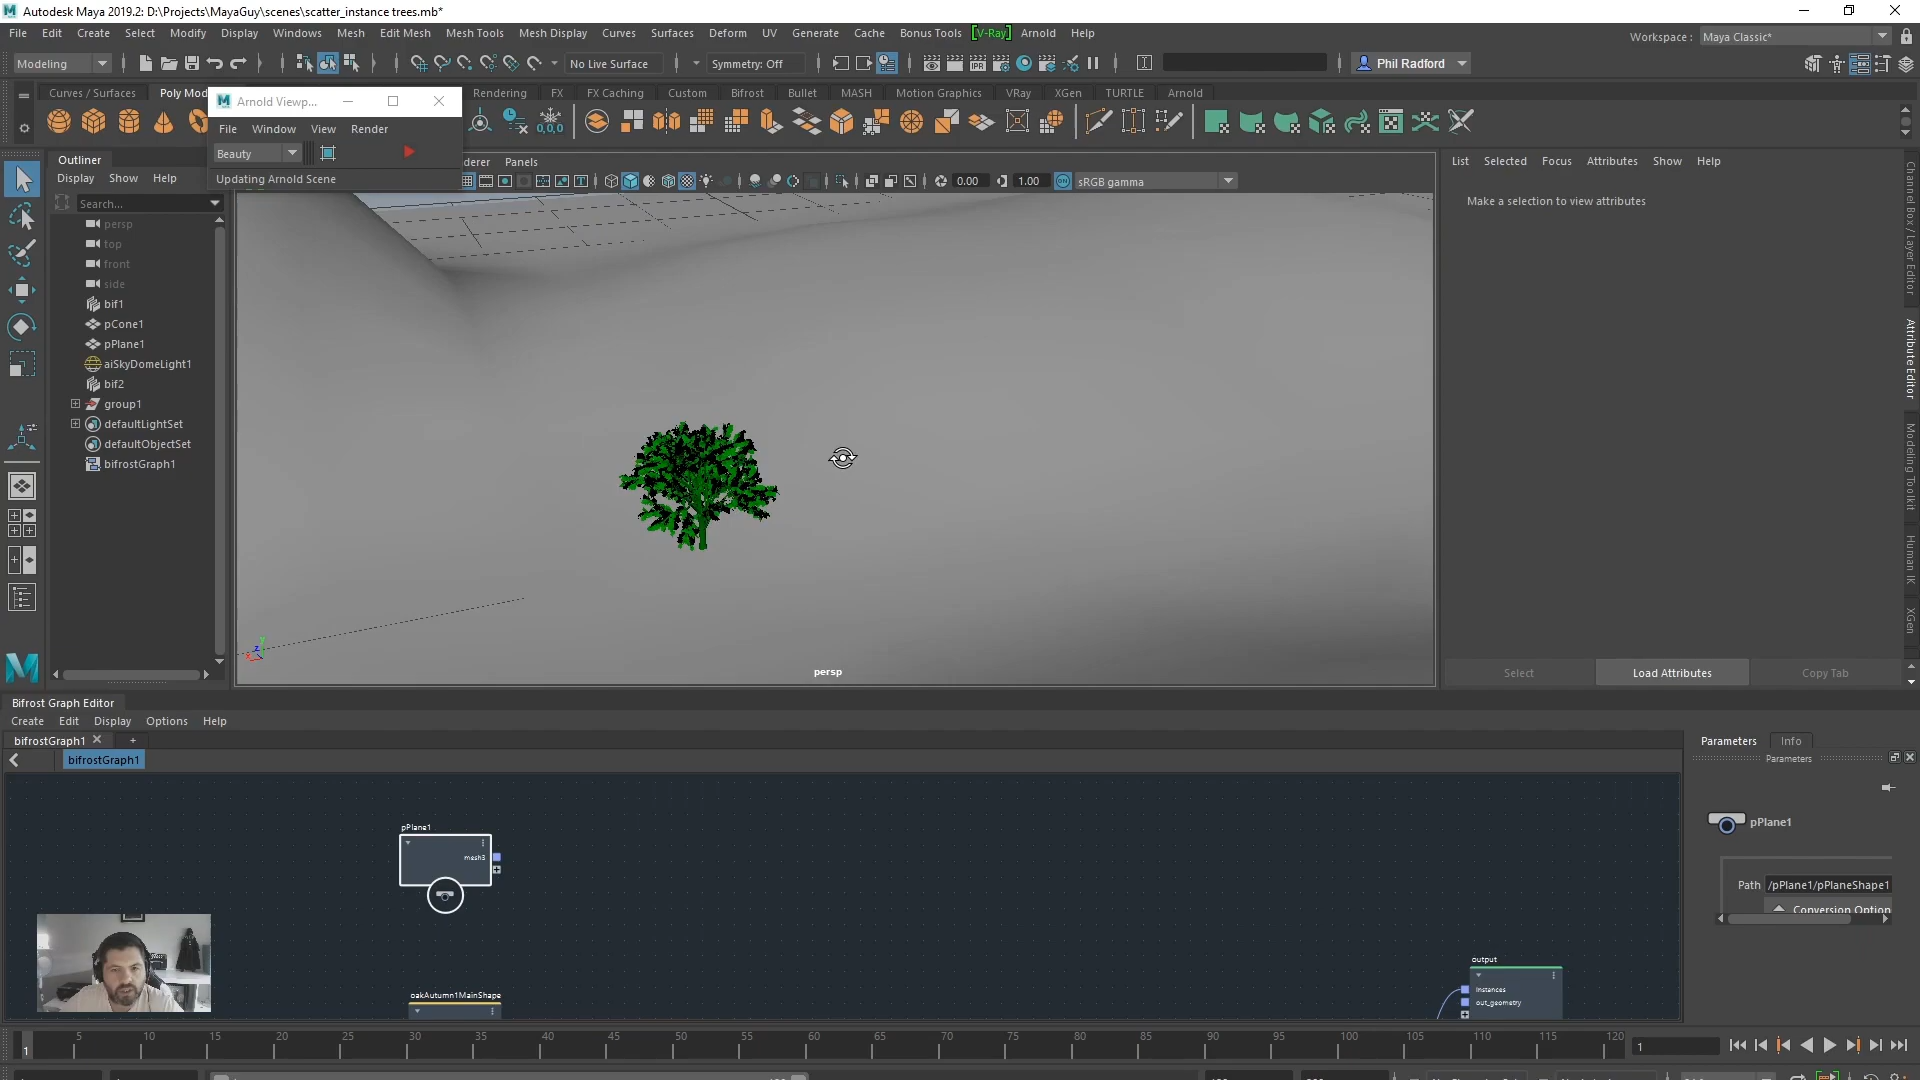 Autodesk Maya 2019.2: D:\Projects\MayaGuy\scenes\scatter_instance trees.mb*
File Edit Create Select Modify Display Windows Mesh Edit Mesh Mesh Tools Mesh Display Curves Surfaces Deform UV Generate Cache Bonus Tools [V-Ray] Arnold Help
Workspace : Maya Classic*
Modeling
No Live Surface
Symmetry: Off
Phil Radford
Curves / Surfaces Poly Mod Rendering FX FX Caching Custom Bifrost Bullet MASH Motion Graphics VRay XGen TURTLE Arnold
Arnold Viewp...
File Window View Render
Beauty
Updating Arnold Scene
0,0,0
Outliner
Display Show Help
Search...
persp
top
front
side
bif1
pCone1
pPlane1
aiSkyDomeLight1
bif2
group1
defaultLightSet
defaultObjectSet
bifrostGraph1
derer Panels
0.00 1.00 ON sRGB gamma
persp
List Selected Focus Attributes Show Help
Make a selection to view attributes
Select Load Attributes Copy Tab
Channel Box / Layer Editor
Attribute Editor
Modeling Toolkit
Human IK
XGen
Bifrost Graph Editor
Create Edit Display Options Help
bifrostGraph1 +
bifrostGraph1
pPlane1
mesh3
oakAutumn1MainShape
output
Instances
out_geometry
Parameters Info
Parameters
pPlane1
Path /pPlane1/pPlaneShape1
Conversion Option
5 10 15 20 25 30 35 40 45 50 55 60 65 70 75 80 85 90 95 100 105 110 115 120
1
1